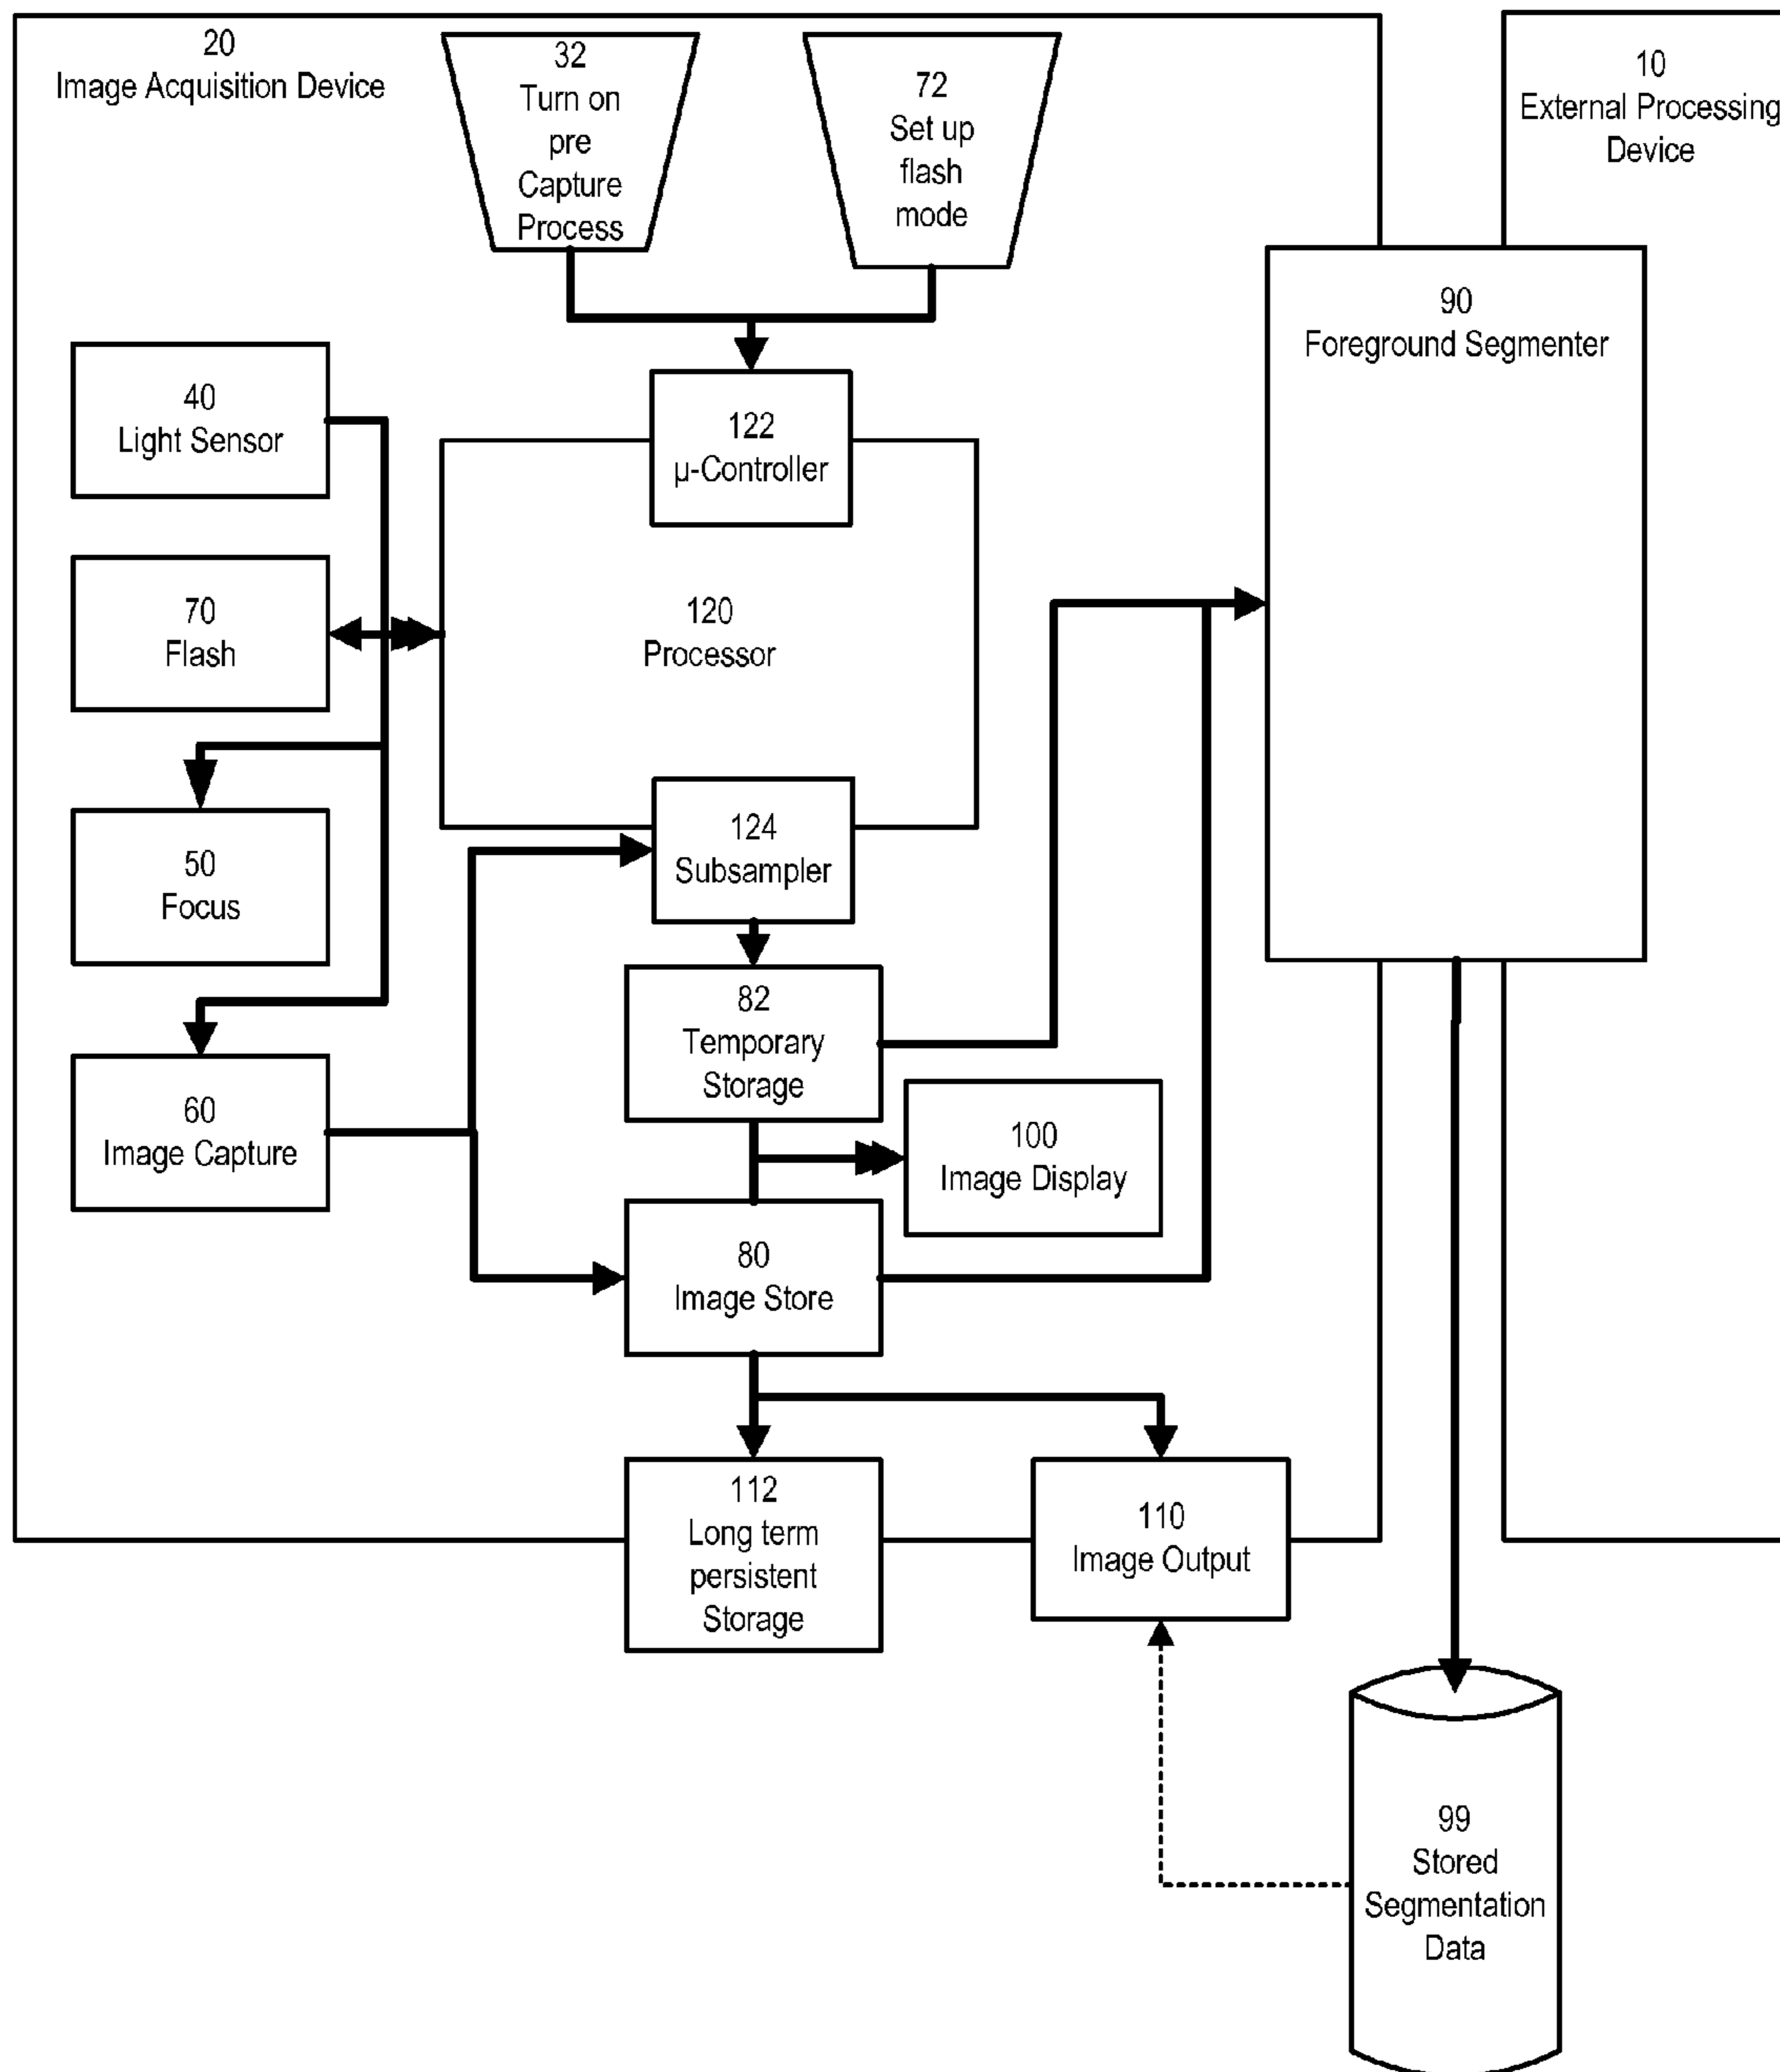 20
Image Acquisition Device
32
Turn on
pre
Capture
Process
72
Set up
flash
mode
10
External Processing
Device
90
Foreground Segmenter
40
Light Sensor
122
µ-Controller
70
Flash
120
Processor
50
Focus
124
Subsampler
82
Temporary
Storage
60
Image Capture
100
Image Display
80
Image Store
112
Long term
persistent
Storage
110
Image Output
99
Stored
Segmentation
Data